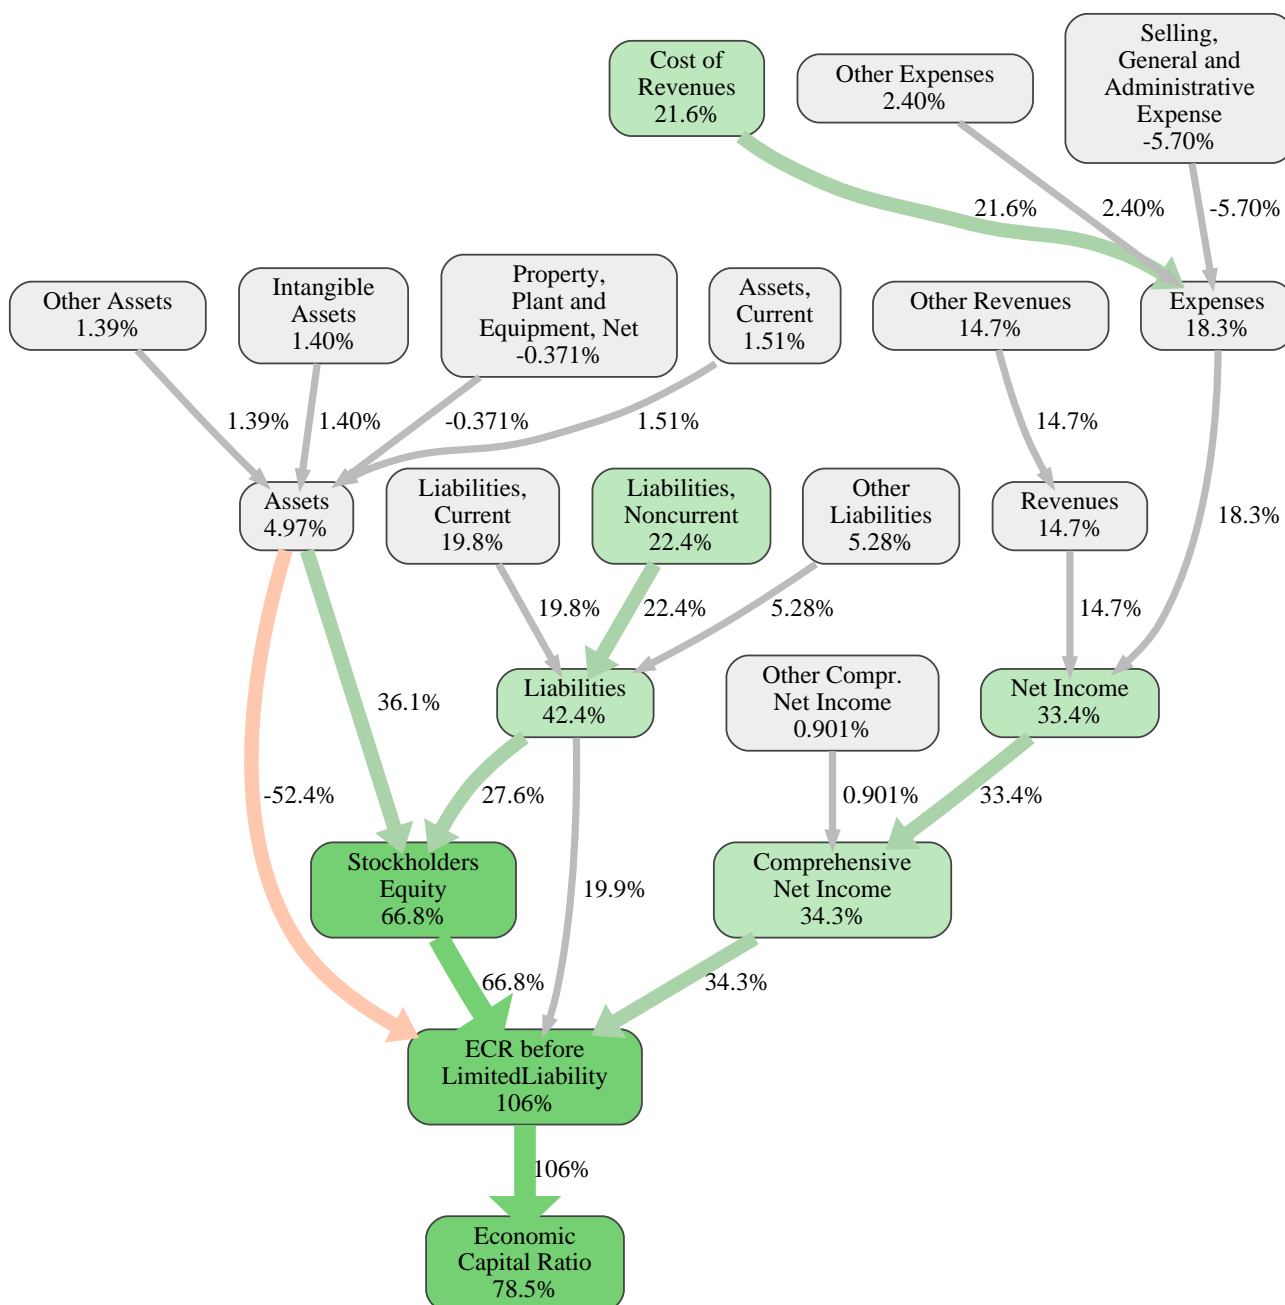 Cost of
Revenues
21.6%
Other Expenses
2.40%
Selling,
General and
Administrative
Expense
-5.70%
21.6%
2.40%
-5.70%
Other Assets
1.39%
Intangible
Assets
1.40%
Property,
Plant and
Equipment, Net
-0.371%
Assets,
Current
1.51%
Other Revenues
14.7%
Expenses
18.3%
1.39%
1.40%
-0.371%
1.51%
14.7%
18.3%
Assets
4.97%
Liabilities,
Current
19.8%
Liabilities,
Noncurrent
22.4%
Other
Liabilities
5.28%
Revenues
14.7%
19.8%
22.4%
5.28%
14.7%
36.1%
Liabilities
42.4%
Other Compr.
Net Income
0.901%
Net Income
33.4%
-52.4%
27.6%
0.901%
33.4%
Stockholders
Equity
66.8%
19.9%
Comprehensive
Net Income
34.3%
66.8%
34.3%
ECR before
LimitedLiability
106%
106%
Economic
Capital Ratio
78.5%